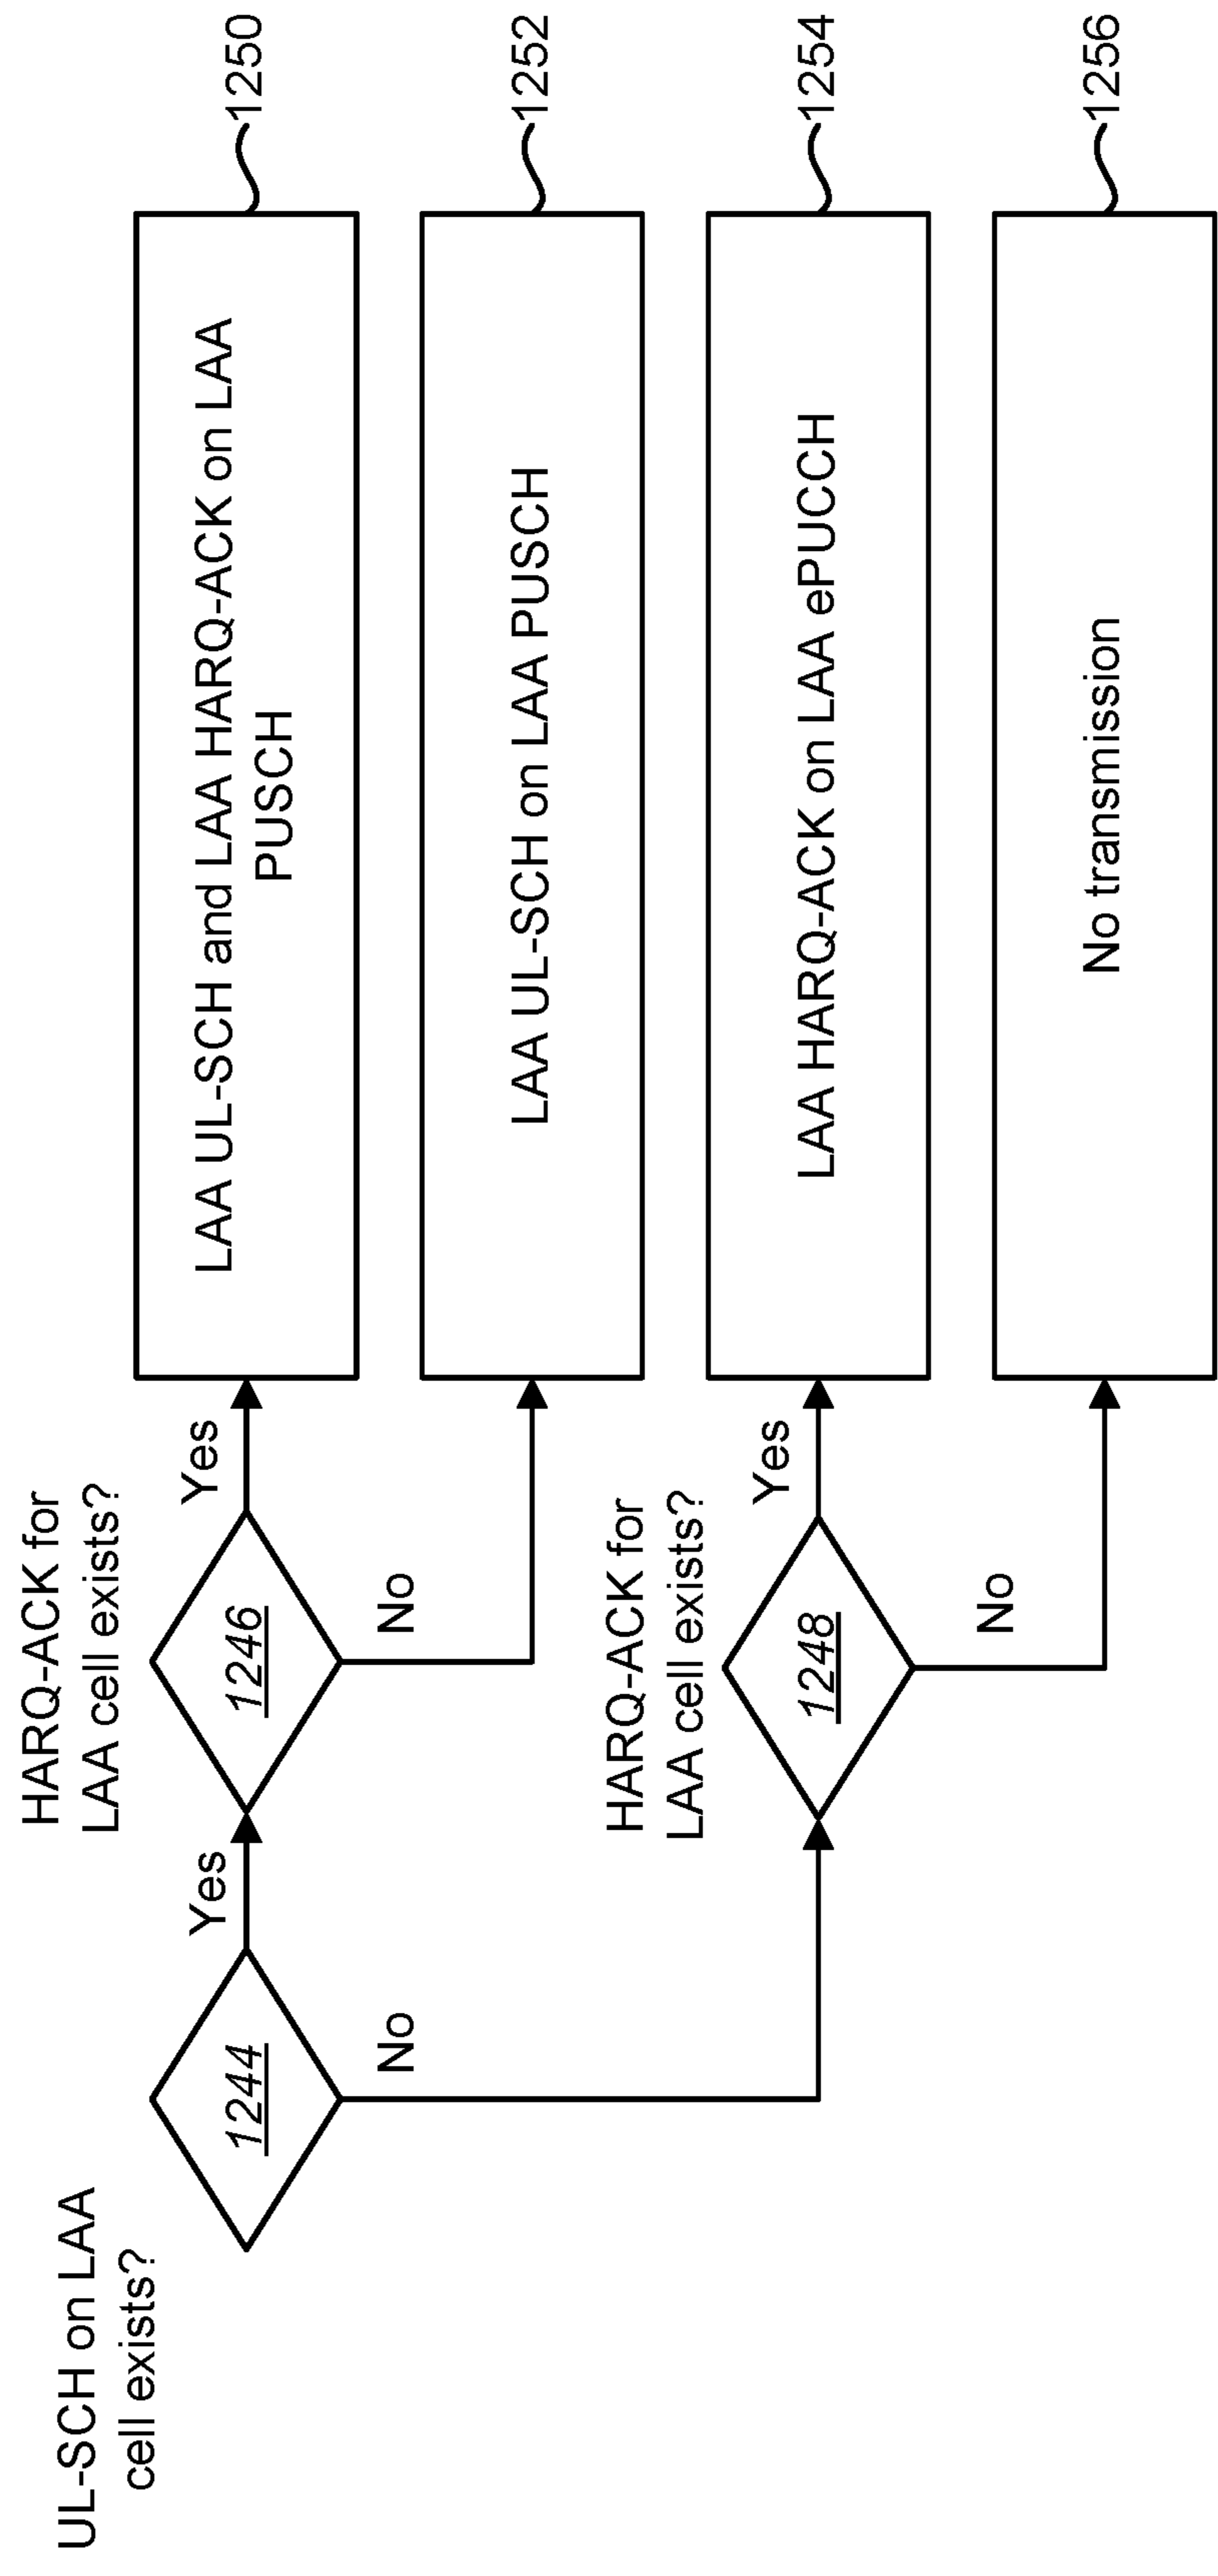 UL-SCH on LAA
cell exists?
1244
Yes
No
HARQ-ACK for
LAA cell exists?
1246
Yes
No
LAA UL-SCH and LAA HARQ-ACK on LAA
PUSCH
1250
LAA UL-SCH on LAA PUSCH
1252
HARQ-ACK for
LAA cell exists?
1248
Yes
No
LAA HARQ-ACK on LAA ePUCCH
1254
No transmission
1256